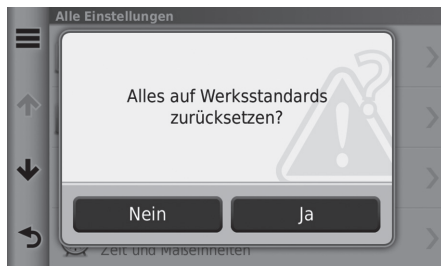 Alle Einstellungen
Alles auf Werksstandards
zurücksetzen?
Nein
Ja
Zeit und Maßeinheiten